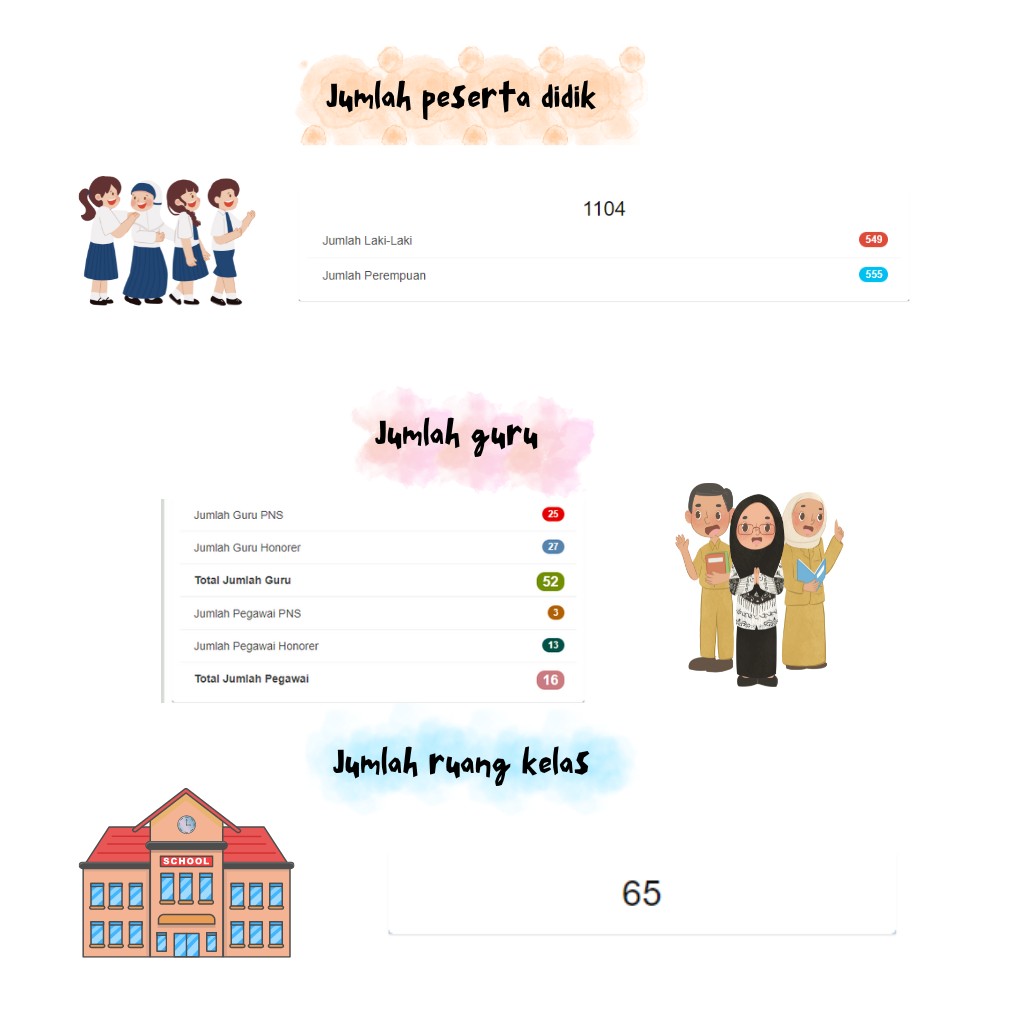 Jumlah peserta didik
1104
Jumlah Laki-Laki 549
Jumlah Perempuan 555
Jumlah guru
Jumlah Guru PNS 25
Jumlah Guru Honorer 27
Total Jumlah Guru 52
Jumlah Pegawai PNS 3
Jumlah Pegawai Honorer 13
Total Jumlah Pegawai 16
Jumlah ruang kelas
SCHOOL
65